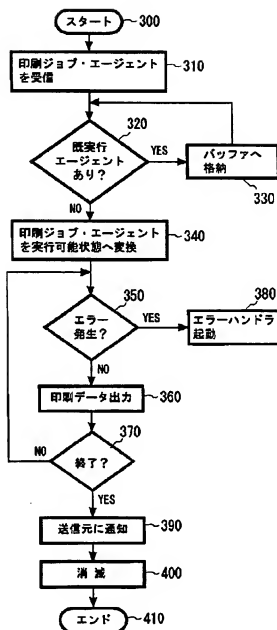 スタート 300
印刷ジョブ・エージェント
を受信
310
320
既実行
エージェント
あり?
YES
バッファへ
格納
330
NO
印刷ジョブ・エージェント
を実行可能状態へ変換
340
350
エラー
発生?
YES
380
エラーハンドラ
起動
NO
印刷データ出力 360
370
NO
終了?
YES
送信元に通知 390
消滅 400
エンド 410